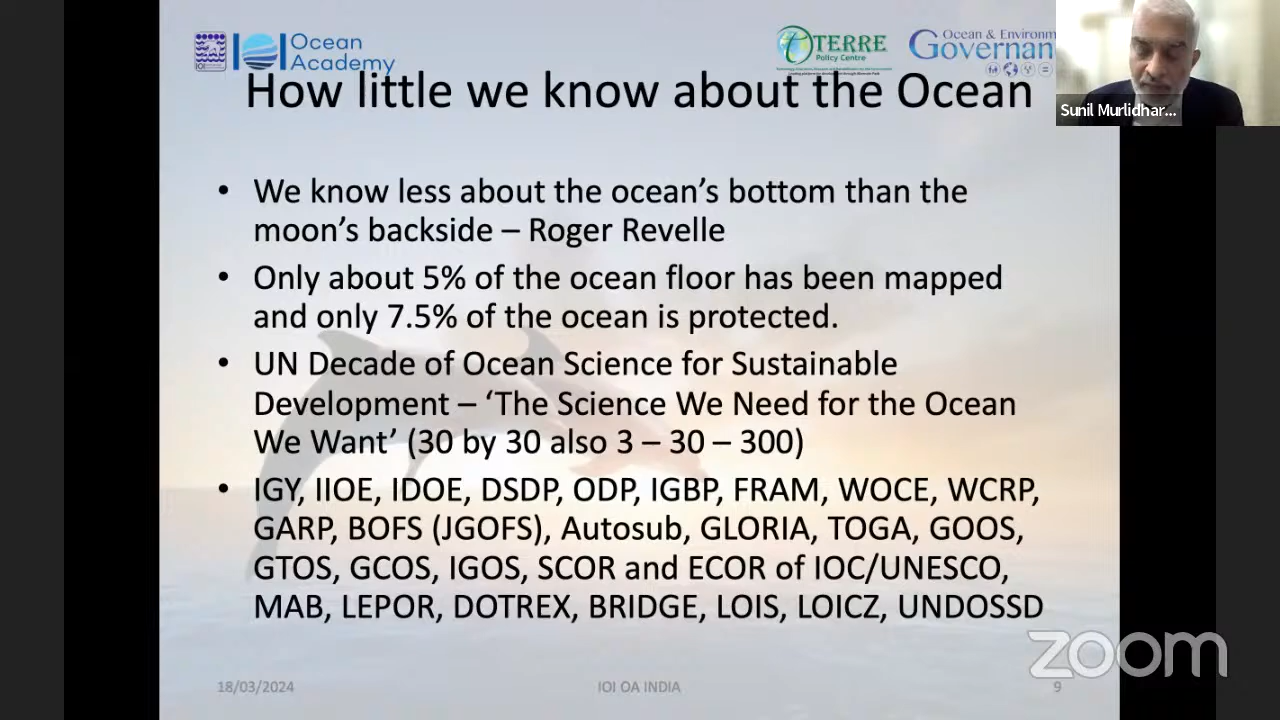 Ocean
Academy
TERRE
Policy Centre
Ocean & Environm
Governan
How little we know about the Ocean
Sunil Murlidhar...
• We know less about the ocean’s bottom than the
moon’s backside – Roger Revelle
• Only about 5% of the ocean floor has been mapped
and only 7.5% of the ocean is protected.
• UN Decade of Ocean Science for Sustainable
Development – ‘The Science We Need for the Ocean
We Want’ (30 by 30 also 3 – 30 – 300)
• IGY, IIOE, IDOE, DSDP, ODP, IGBP, FRAM, WOCE, WCRP,
GARP, BOFS (JGOFS), Autosub, GLORIA, TOGA, GOOS,
GTOS, GCOS, IGOS, SCOR and ECOR of IOC/UNESCO,
MAB, LEPOR, DOTREX, BRIDGE, LOIS, LOICZ, UNDOSSD
zoom
18/03/2024
IOI OA INDIA
9